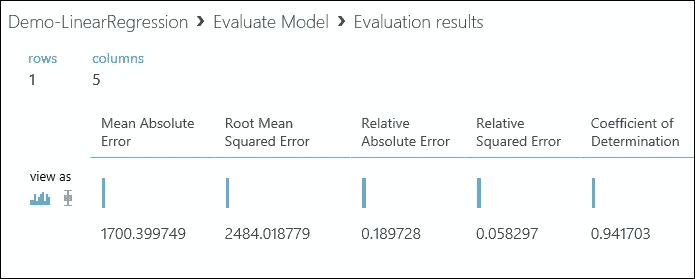 Demo-LinearRegression > Evaluate Model > Evaluation results
rows columns
1 5
Mean Absolute Root Mean Relative Relative Coefficient of
Error Squared Error Absolute Error Squared Error Determination
view as
1700.399749 2484.018779 0.189728 0.058297 0.941703